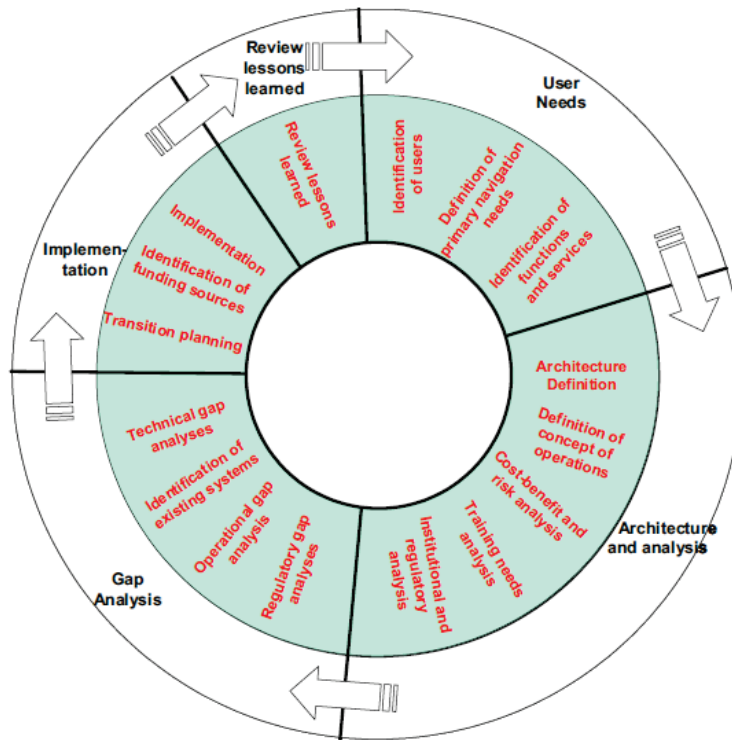 Review
lessons
learned
User
Needs
Architecture
and analysis
Gap
Analysis
Implemen-
tation
Review lessons
learned
Identification
of users
Definition of
primary navigation
needs
Identification of
functions
and services
Architecture
Definition
Definition of
concept of
operations
Cost-benefit and
risk analysis
Training needs
analysis
Institutional and
regulatory
analysis
Regulatory gap
analyses
Operational gap
analysis
Identification of
existing systems
Technical gap
analyses
Transition planning
Identification of
funding sources
Implementation